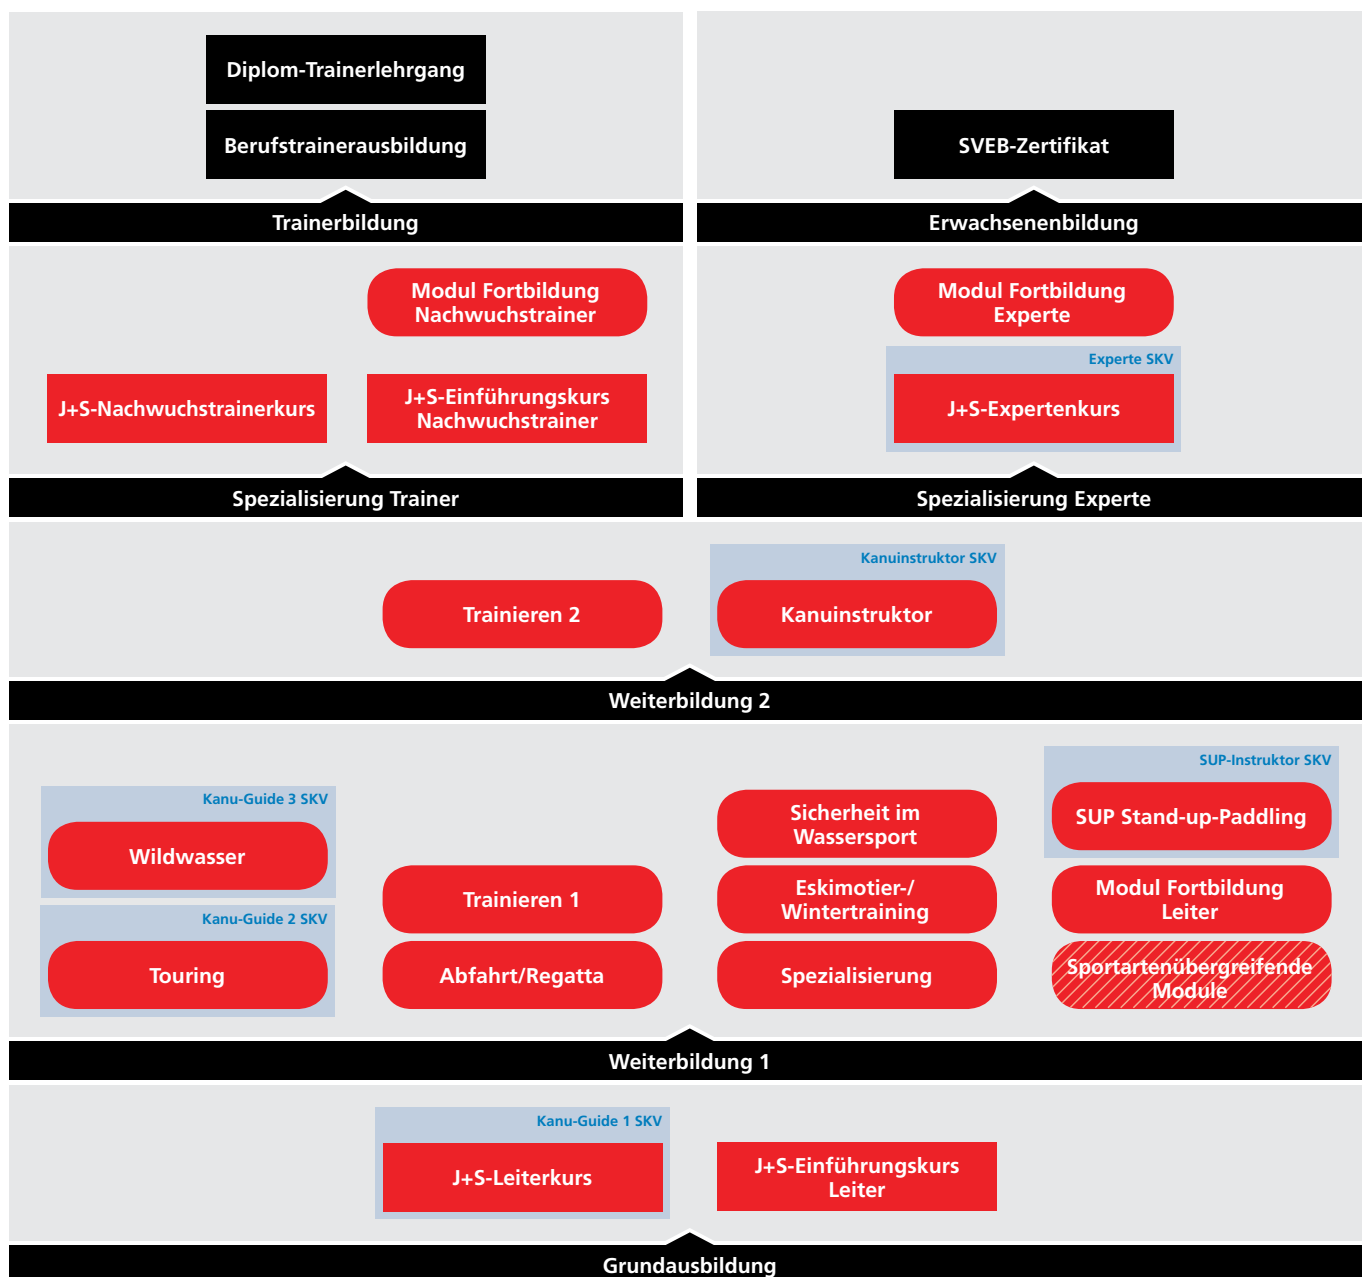 Diplom-Trainerlehrgang
Berufstrainerausbildung
SVEB-Zertifikat
Trainerbildung
Erwachsenenbildung
Modul Fortbildung
Nachwuchstrainer
Modul Fortbildung
Experte
Experte SKV
J+S-Nachwuchstrainerkurs
J+S-Einführungskurs
Nachwuchstrainer
J+S-Expertenkurs
Spezialisierung Trainer
Spezialisierung Experte
Kanuinstruktor SKV
Trainieren 2
Kanuinstruktor
Weiterbildung 2
Kanu-Guide 3 SKV
Wildwasser
Kanu-Guide 2 SKV
Touring
Trainieren 1
Abfahrt/Regatta
Sicherheit im
Wassersport
Eskimotier-/
Wintertraining
Spezialisierung
SUP-Instruktor SKV
SUP Stand-up-Paddling
Modul Fortbildung
Leiter
Sportartenübergreifende
Module
Weiterbildung 1
Kanu-Guide 1 SKV
J+S-Leiterkurs
J+S-Einführungskurs
Leiter
Grundausbildung